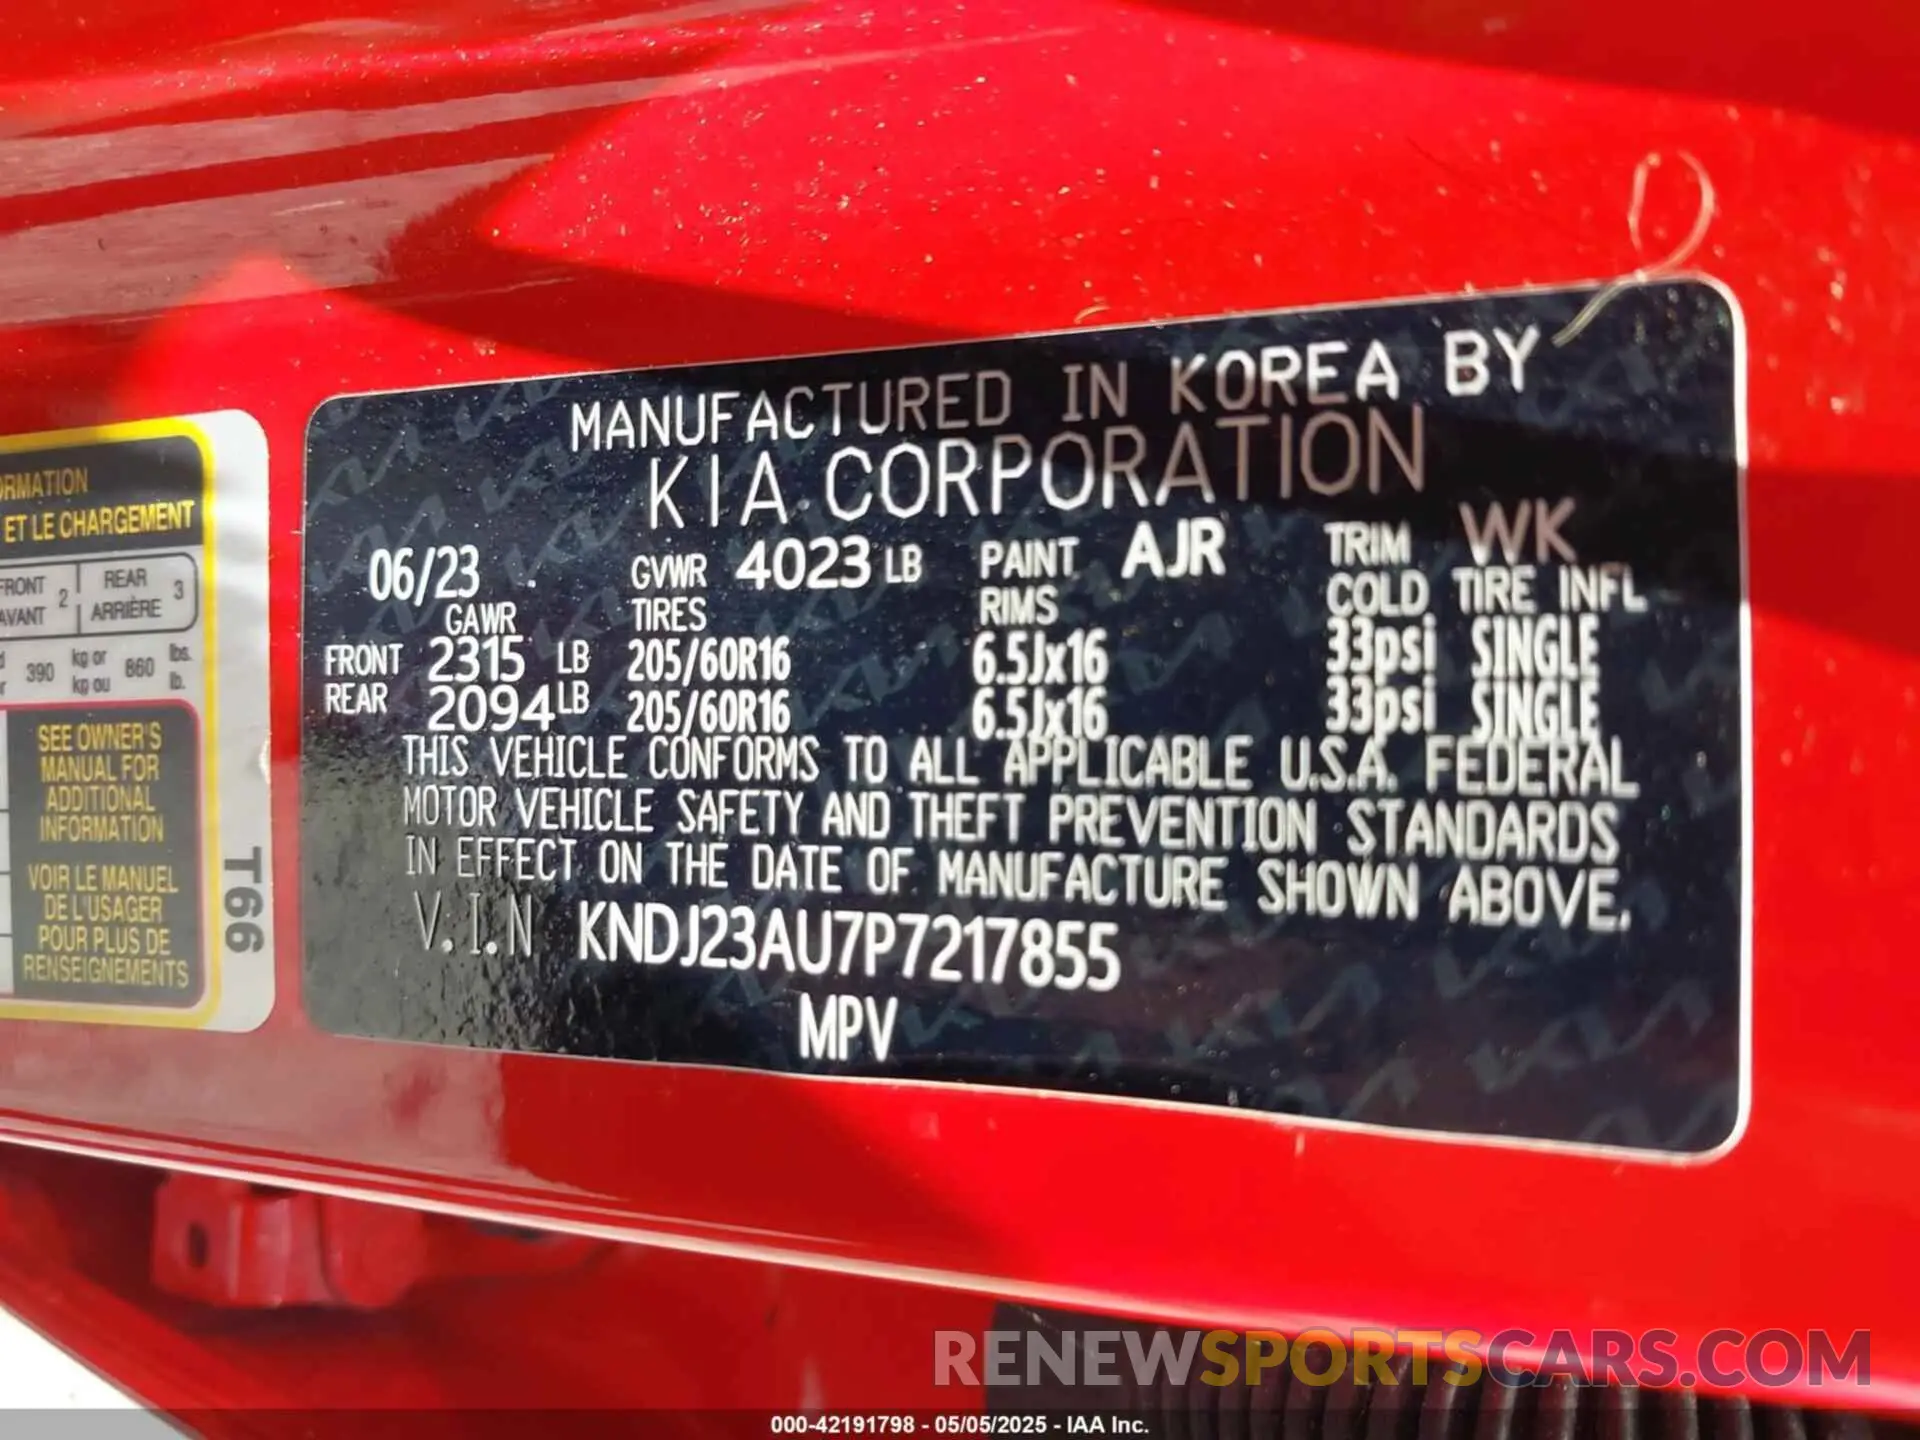 MANUFACTURED IN KOREA BY
KIA CORPORATION
06/23 GVWR 4023 LB PAINT AJR TRIM WK
GAWR TIRES RIMS COLD TIRE INFL
FRONT 2315 LB 205/60R16 6.5Jx16 33psi SINGLE
REAR 2094 LB 205/60R16 6.5Jx16 33psi SINGLE
THIS VEHICLE CONFORMS TO ALL APPLICABLE U.S.A. FEDERAL
MOTOR VEHICLE SAFETY AND THEFT PREVENTION STANDARDS
IN EFFECT ON THE DATE OF MANUFACTURE SHOWN ABOVE.
V.I.N KNDJ23AU7P7217855
MPV
ET LE CHARGEMENT
FRONT 2 REAR 3
AVANT ARRIÈRE
390 kg or 860 lbs.
kg ou lb.
SEE OWNER'S
MANUAL FOR
ADDITIONAL
INFORMATION
VOIR LE MANUEL
DE L'USAGER
POUR PLUS DE
RENSEIGNEMENTS
T66
RENEWSPORTSCARS.COM
000-42191798 - 05/05/2025 - IAA Inc.